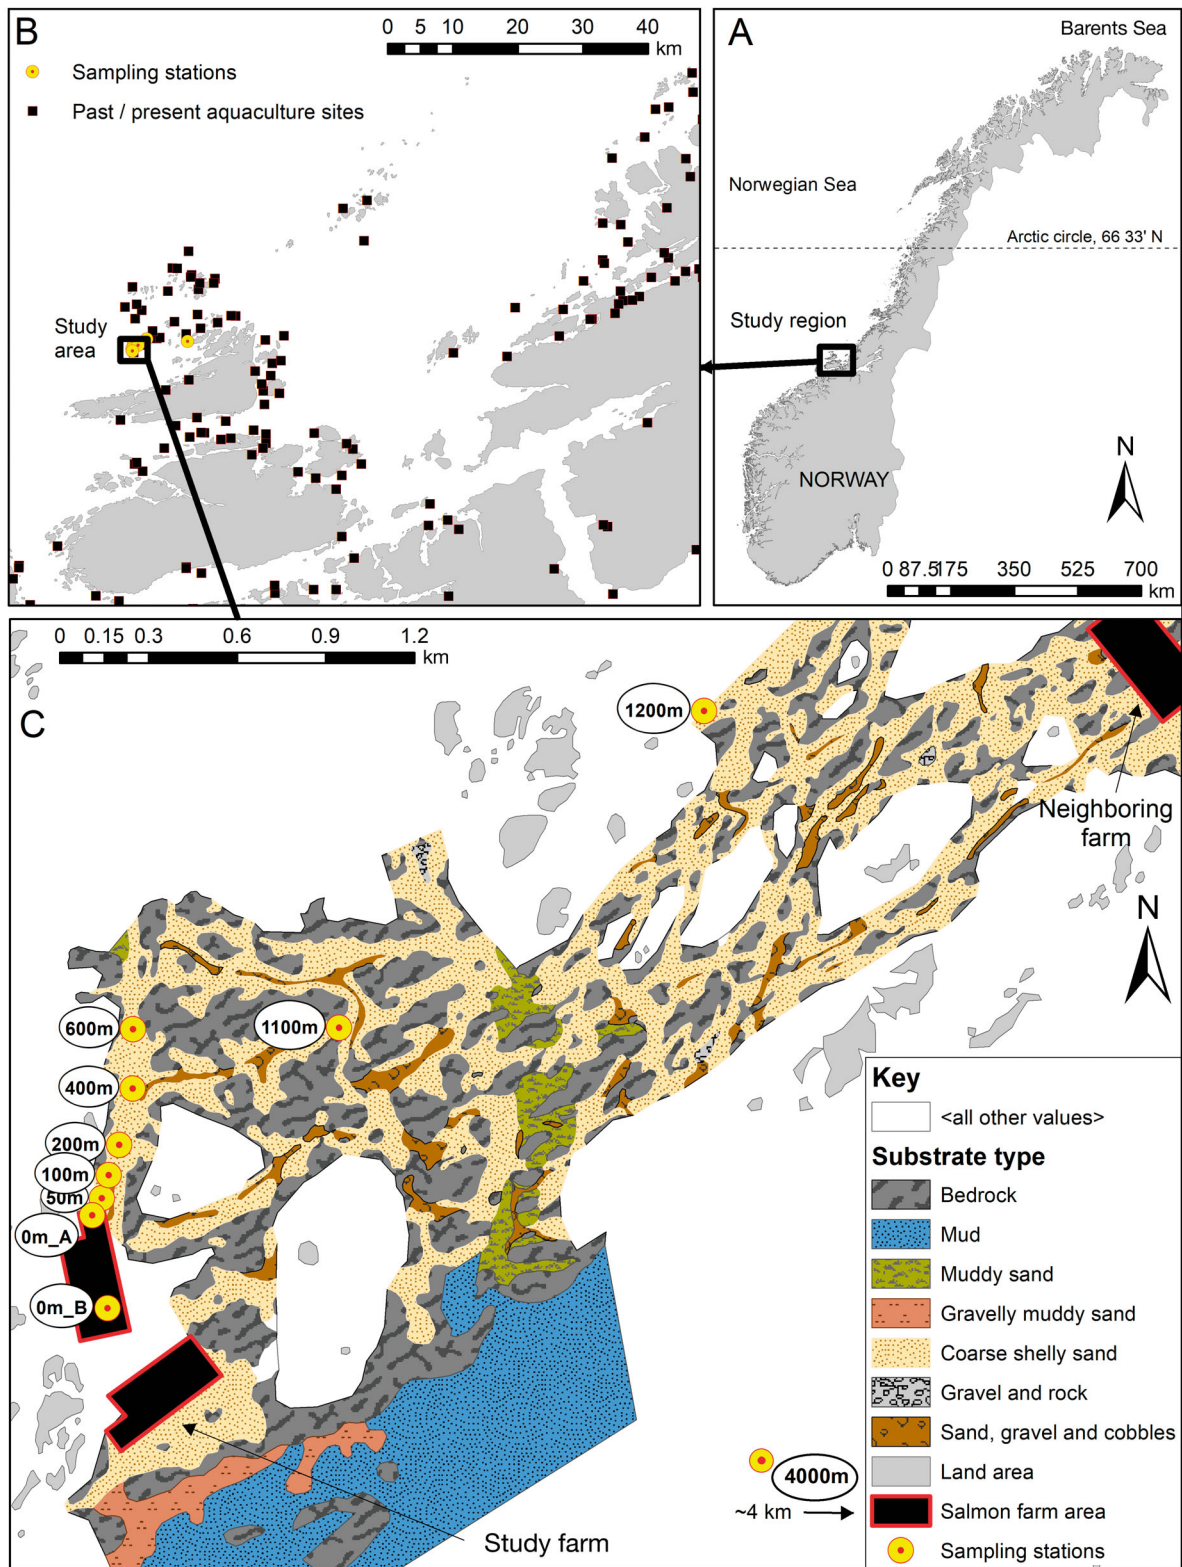 B
0 10 20 30 40
km
Sampling stations
Past / present aquaculture sites
Study
area
A
Barents Sea
Norwegian Sea
Arctic circle, 66 33' N
Study region
N
NORWAY
0 87.5 175 350 525 700
km
0 0.15 0.3 0.6 0.9 1.2
km
C
1200m
Neighboring
farm
N
600m
1100m
400m
200m
100m
50m
0m_A
0m_B
Study farm
4000m
~4 km
Key
<all other values>
Substrate type
Bedrock
Mud
Muddy sand
Gravelly muddy sand
Coarse shelly sand
Gravel and rock
Sand, gravel and cobbles
Land area
Salmon farm area
Sampling stations